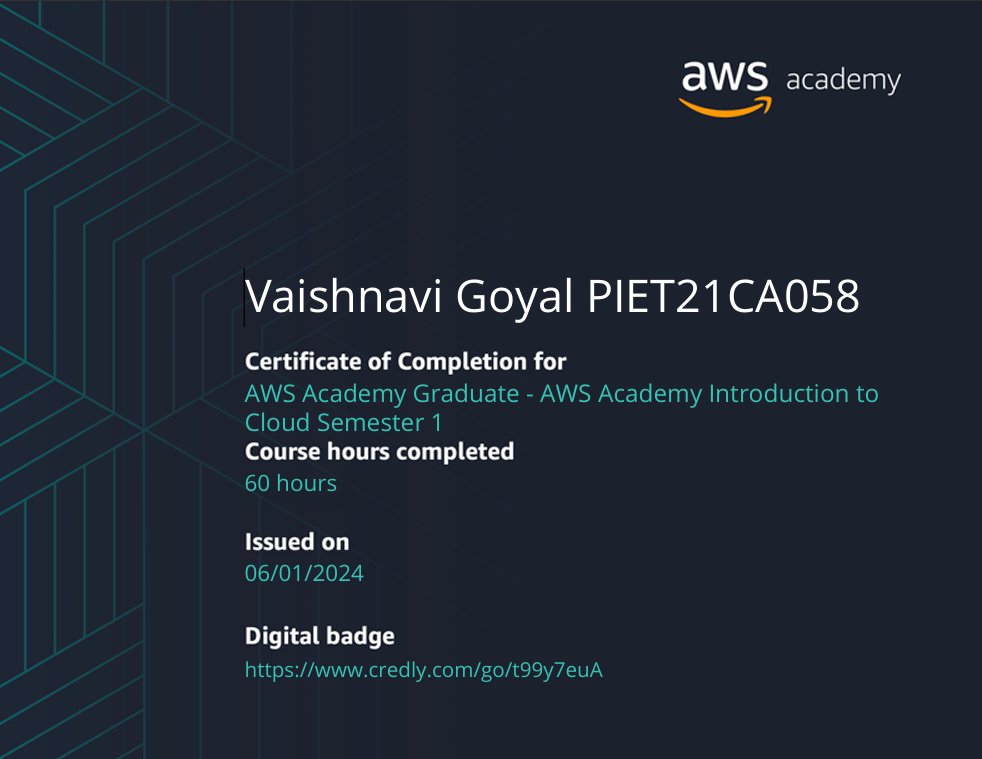 aws academy
Vaishnavi Goyal PIET21CA058
Certificate of Completion for
AWS Academy Graduate - AWS Academy Introduction to
Cloud Semester 1
Course hours completed
60 hours
Issued on
06/01/2024
Digital badge
https://www.credly.com/go/t99y7euA